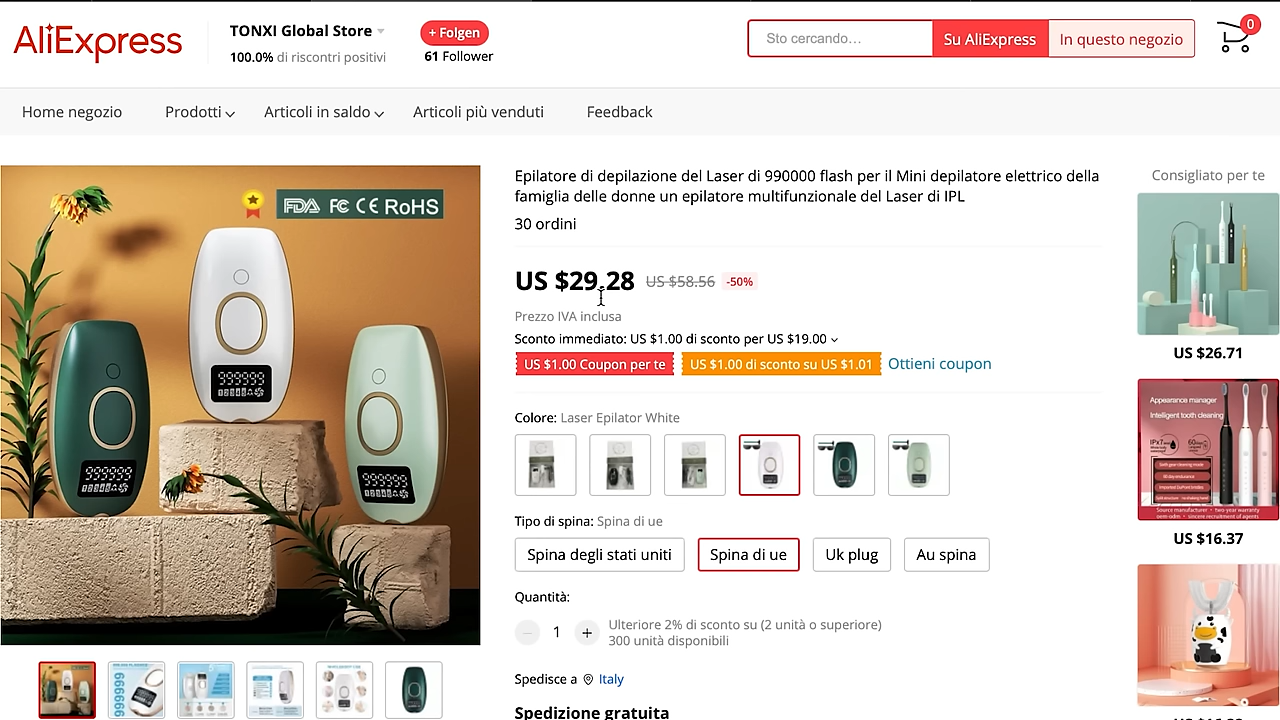 AliExpress
TONXI Global Store
100.0% di riscontri positivi
+ Folgen
61 Follower
Sto cercando...
Su AliExpress
In questo negozio
0
Home negozio
Prodotti
Articoli in saldo
Articoli più venduti
Feedback
FDA FC CE RoHS
Epilatore di depilazione del Laser di 990000 flash per il Mini depilatore elettrico della
famiglia delle donne un epilatore multifunzionale del Laser di IPL
30 ordini
US $29.28 US $58.56 -50%
Prezzo IVA inclusa
Sconto immediato: US $1.00 di sconto per US $19.00
US $1.00 Coupon per te
US $1.00 di sconto su US $1.01
Ottieni coupon
Colore: Laser Epilator White
Tipo di spina: Spina di ue
Spina degli stati uniti
Spina di ue
Uk plug
Au spina
Quantità:
1
Ulteriore 2% di sconto su (2 unità o superiore)
300 unità disponibili
Spedisce a Italy
Spedizione gratuita
Consigliato per te
US $26.71
Appearance manager
Intelligent tooth cleaning
IPx7
US $16.37
999999